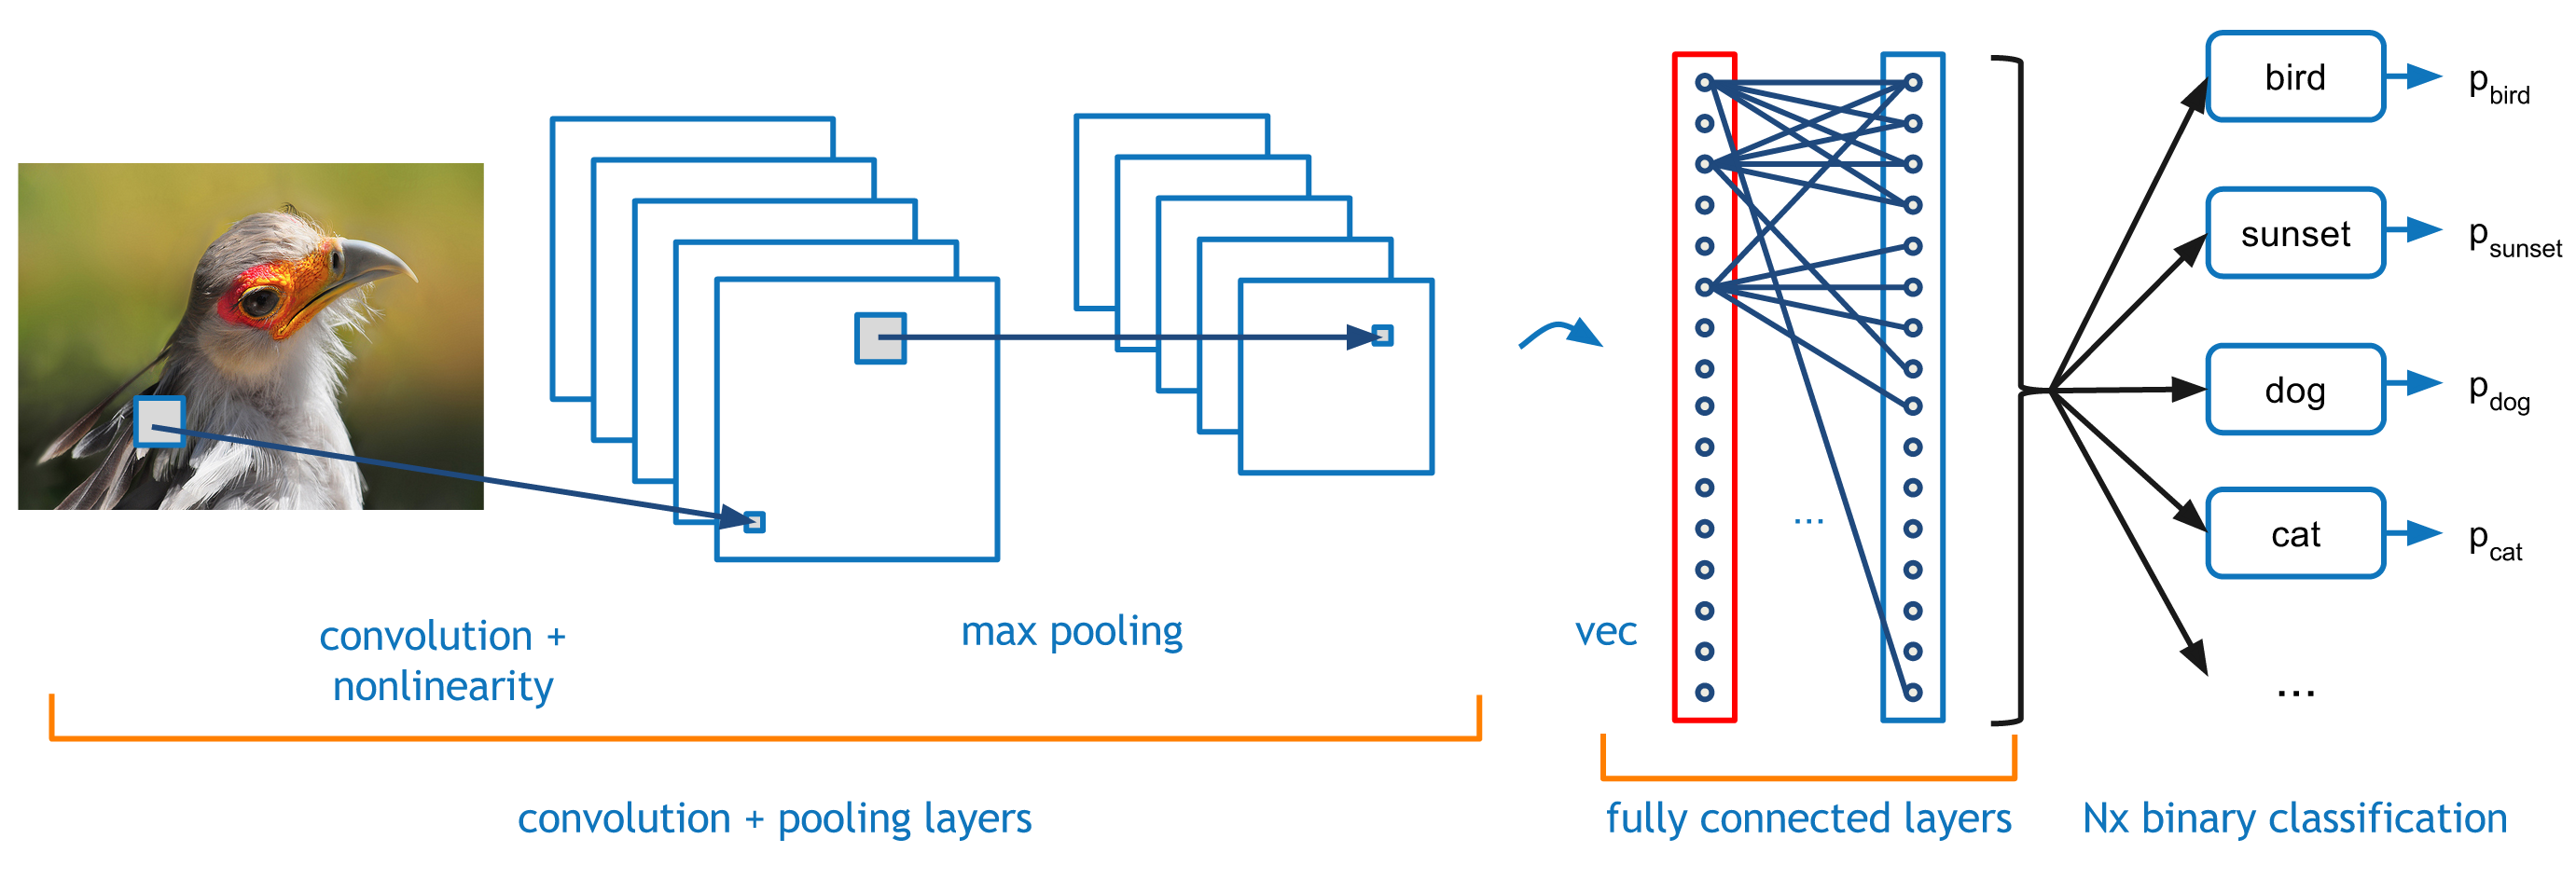 convolution +
nonlinearity
max pooling
vec
convolution + pooling layers
fully connected layers
Nx binary classification
bird
p_bird
sunset
p_sunset
dog
p_dog
cat
p_cat
...
...